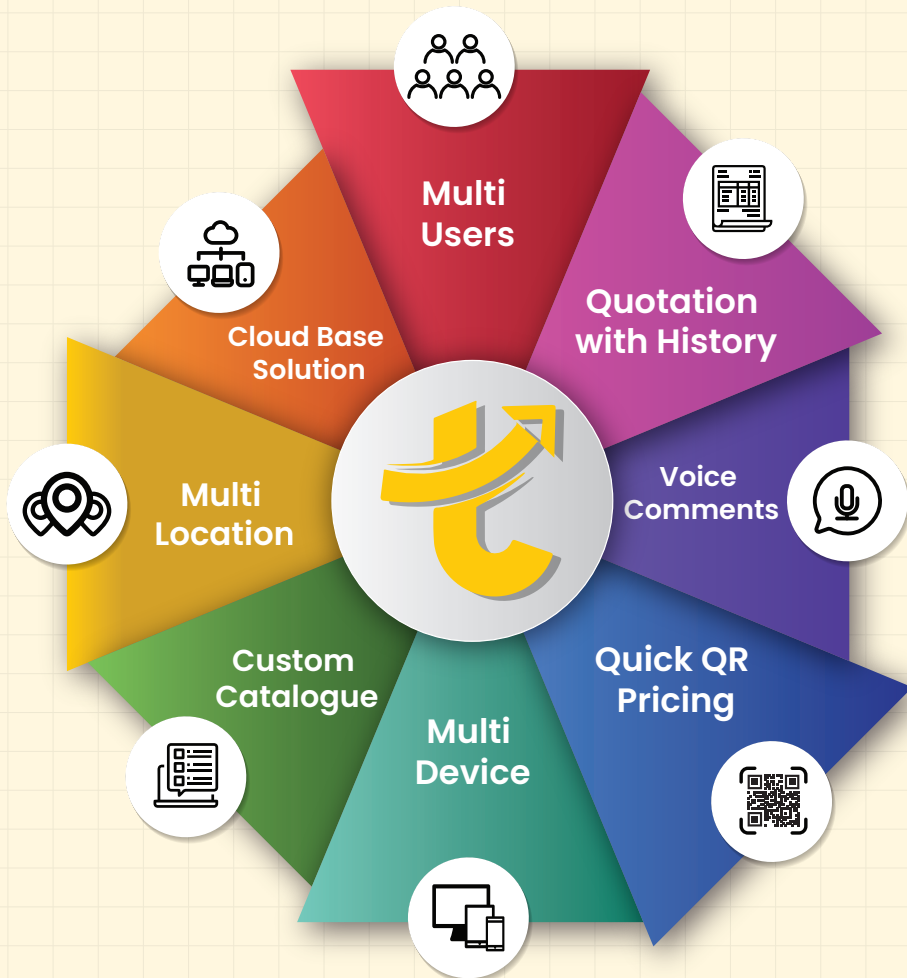 Multi
Users
Quotation
with History
Voice
Comments
Quick QR
Pricing
Multi
Device
Custom
Catalogue
Multi
Location
Cloud Base
Solution
t